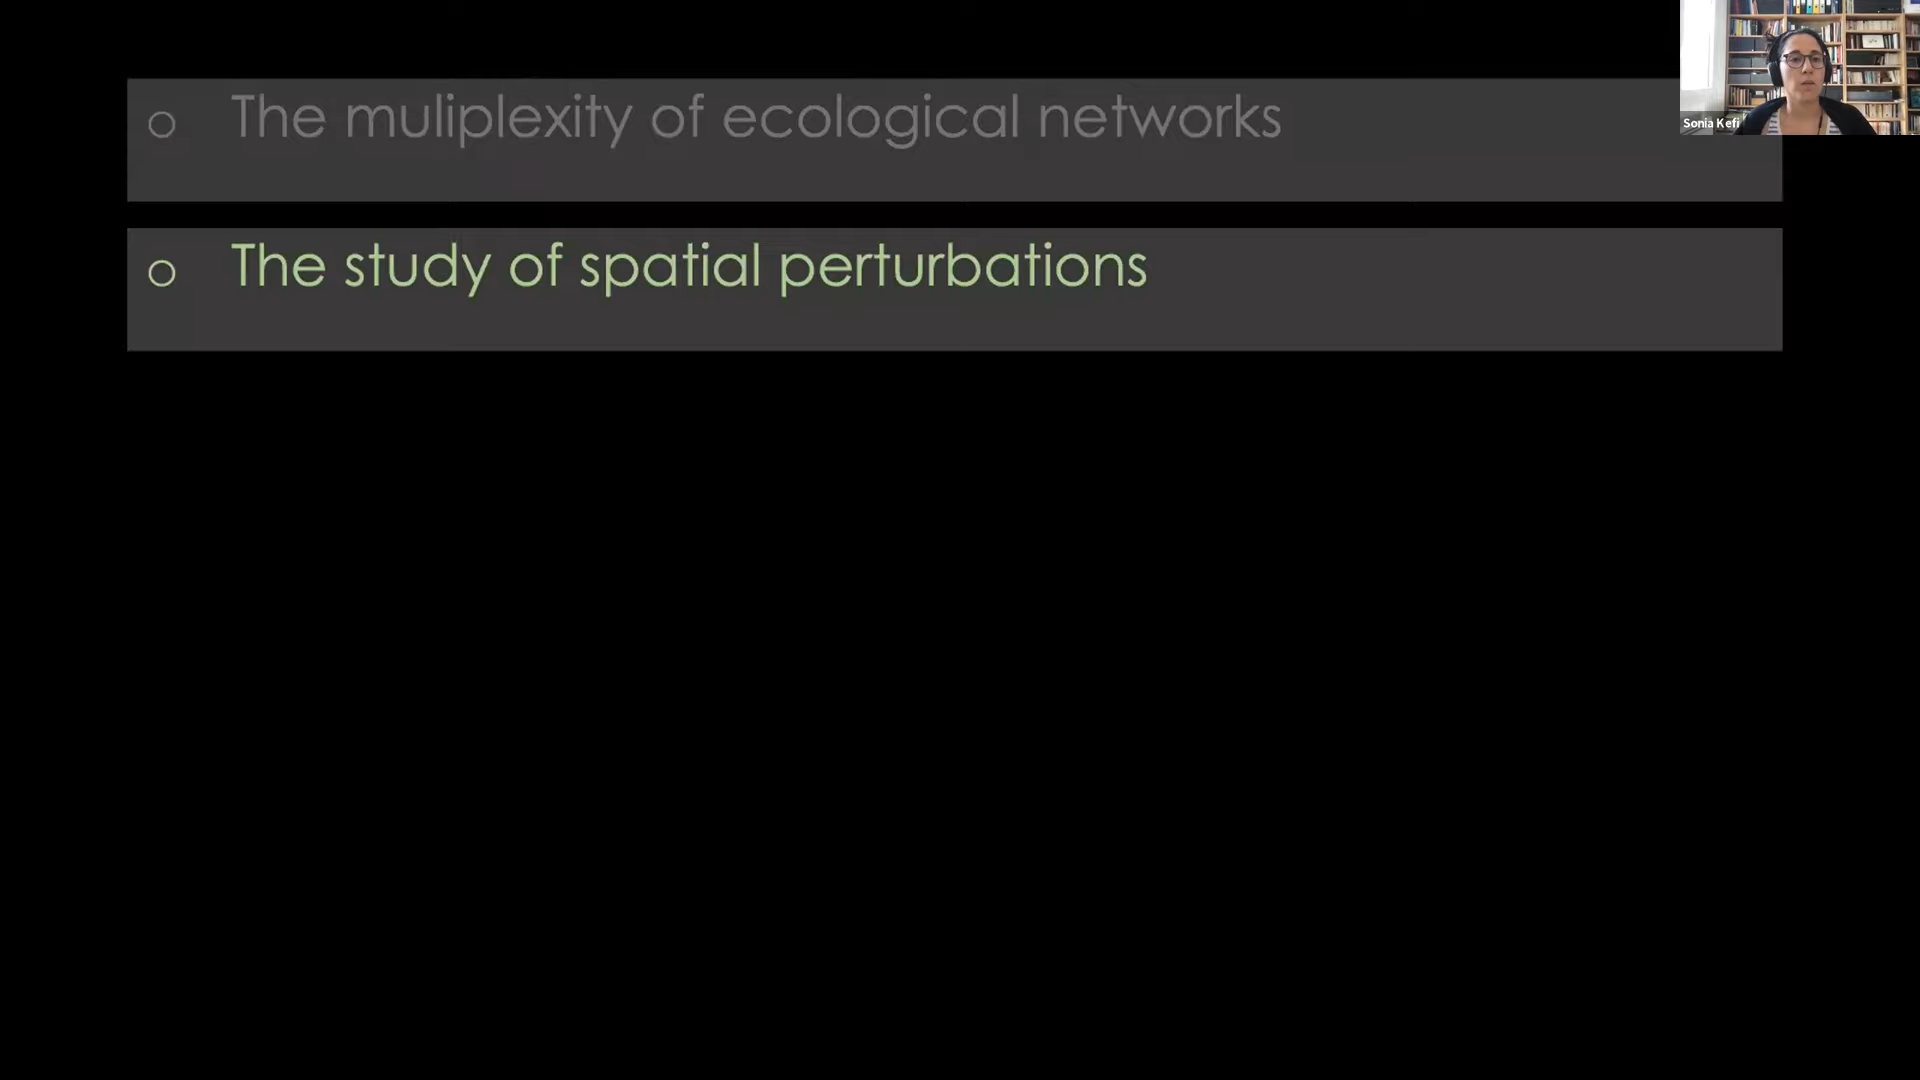 The muliplexity of ecological networks
Sonia Kefi
The study of spatial perturbations